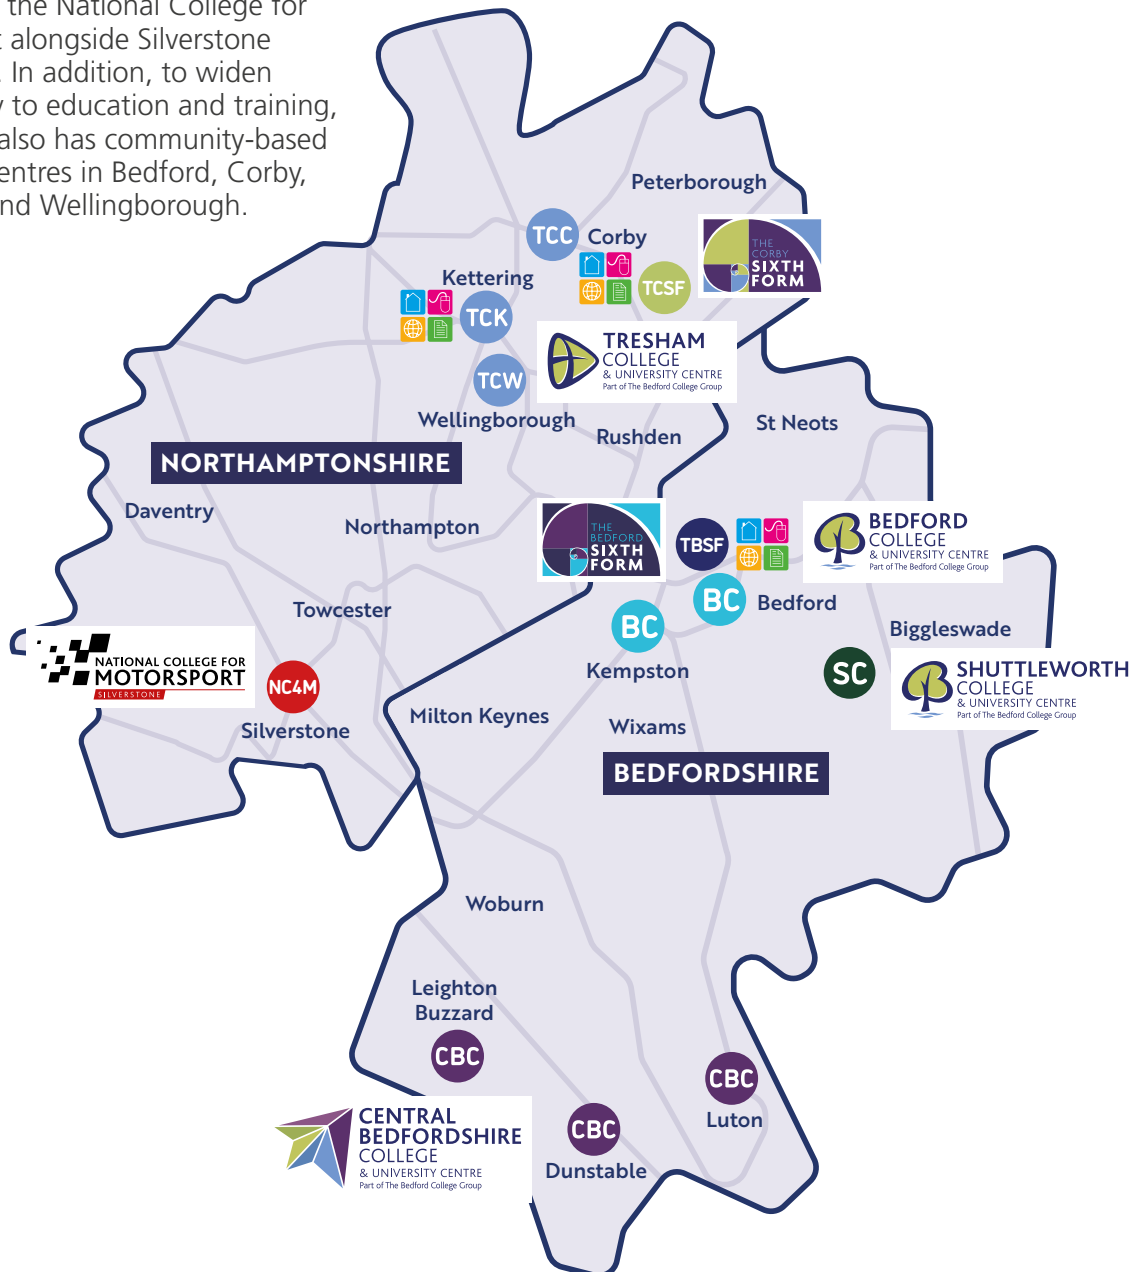 the National College for
alongside Silverstone
In addition, to widen
to education and training,
also has community-based
entres in Bedford, Corby,
nd Wellingborough.
Peterborough
TCC
Corby
THE
CORBY
SIXTH
FORM
Kettering
TCSF
TCK
TRESHAM
COLLEGE
& UNIVERSITY CENTRE
Part of The Bedford College Group
TCW
Wellingborough
Rushden
St Neots
NORTHAMPTONSHIRE
Daventry
Northampton
THE
BEDFORD
SIXTH
FORM
TBSF
BEDFORD
COLLEGE
& UNIVERSITY CENTRE
Part of The Bedford College Group
BC
Bedford
Towcester
BC
Kempston
Biggleswade
NATIONAL COLLEGE FOR
MOTORSPORT
SILVERSTONE
NC4M
Silverstone
SC
SHUTTLEWORTH
COLLEGE
& UNIVERSITY CENTRE
Part of The Bedford College Group
Milton Keynes
Wixams
BEDFORDSHIRE
Woburn
Leighton
Buzzard
CBC
CBC
Luton
CENTRAL
BEDFORDSHIRE
COLLEGE
& UNIVERSITY CENTRE
Part of The Bedford College Group
CBC
Dunstable